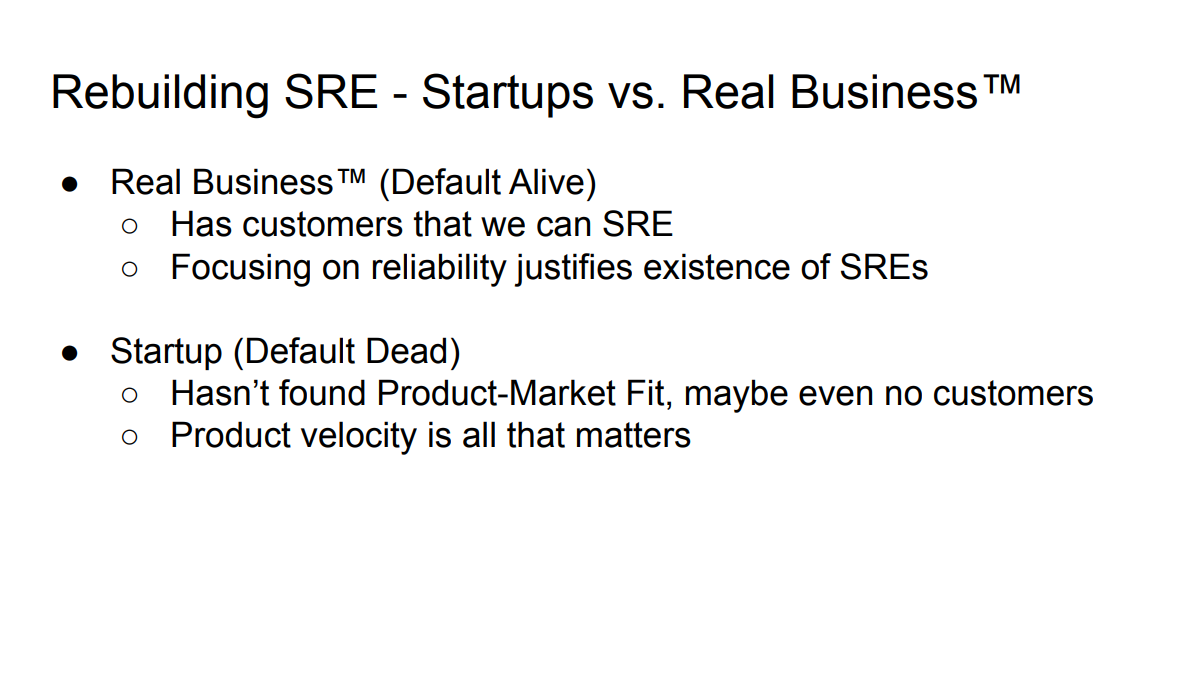 Rebuilding SRE - Startups vs. Real Business™
● Real Business™ (Default Alive)
○ Has customers that we can SRE
○ Focusing on reliability justifies existence of SREs
● Startup (Default Dead)
○ Hasn’t found Product-Market Fit, maybe even no customers
○ Product velocity is all that matters